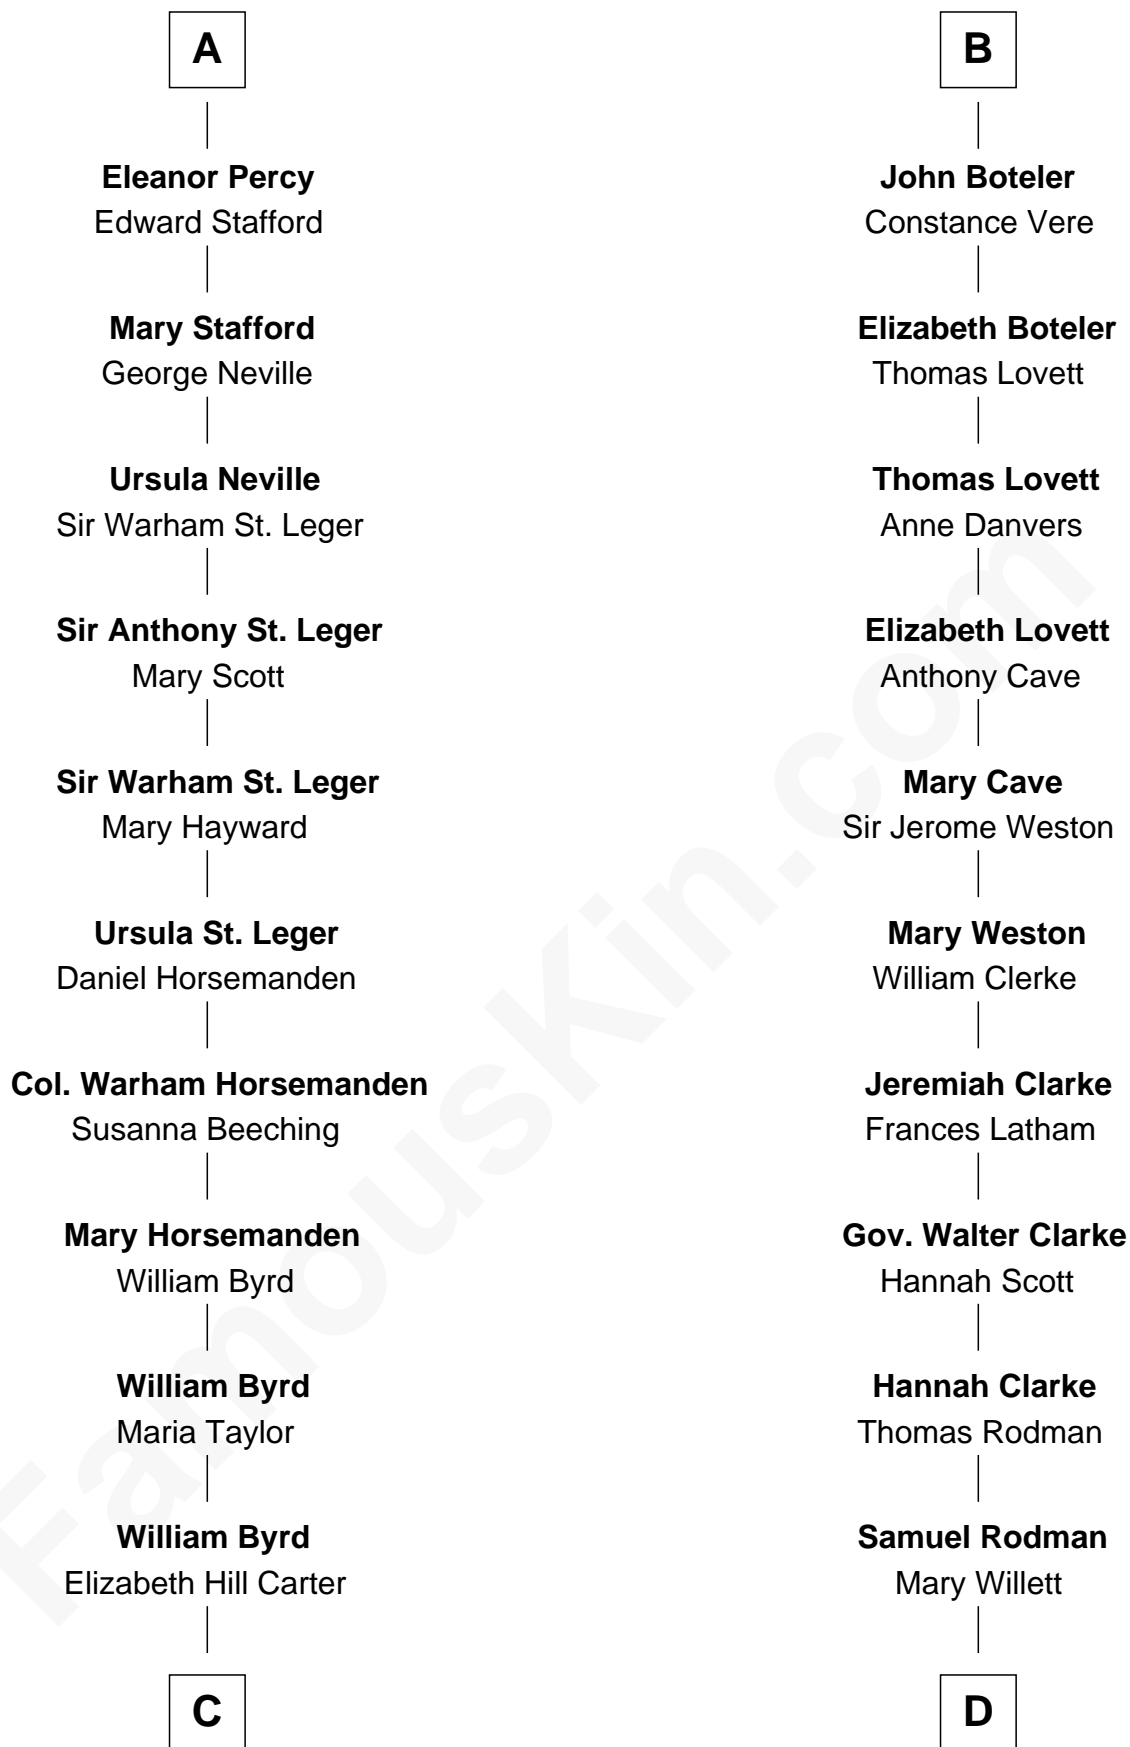 A
Eleanor Percy
Edward Stafford
Mary Stafford
George Neville
Ursula Neville
Sir Warham St. Leger
Sir Anthony St. Leger
Mary Scott
Sir Warham St. Leger
Mary Hayward
Ursula St. Leger
Daniel Horsemanden
Col. Warham Horsemanden
Susanna Beeching
Mary Horsemanden
William Byrd
William Byrd
Maria Taylor
William Byrd
Elizabeth Hill Carter
C
B
John Boteler
Constance Vere
Elizabeth Boteler
Thomas Lovett
Thomas Lovett
Anne Danvers
Elizabeth Lovett
Anthony Cave
Mary Cave
Sir Jerome Weston
Mary Weston
William Clerke
Jeremiah Clarke
Frances Latham
Gov. Walter Clarke
Hannah Scott
Hannah Clarke
Thomas Rodman
Samuel Rodman
Mary Willett
D
FamousKin.com